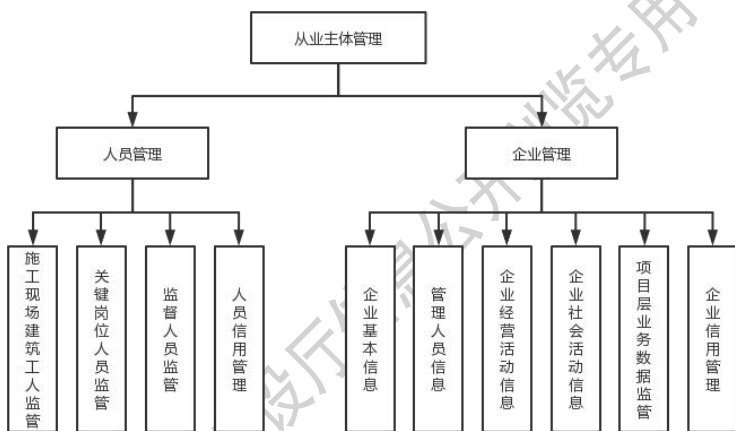 从业主体管理
人员管理
企业管理
施工现场建筑工人监管
关键岗位人员监管
监督人员监管
人员信用管理
企业基本信息
管理人员信息
企业经营活动信息
企业社会活动信息
项目层业务数据监管
企业信用管理